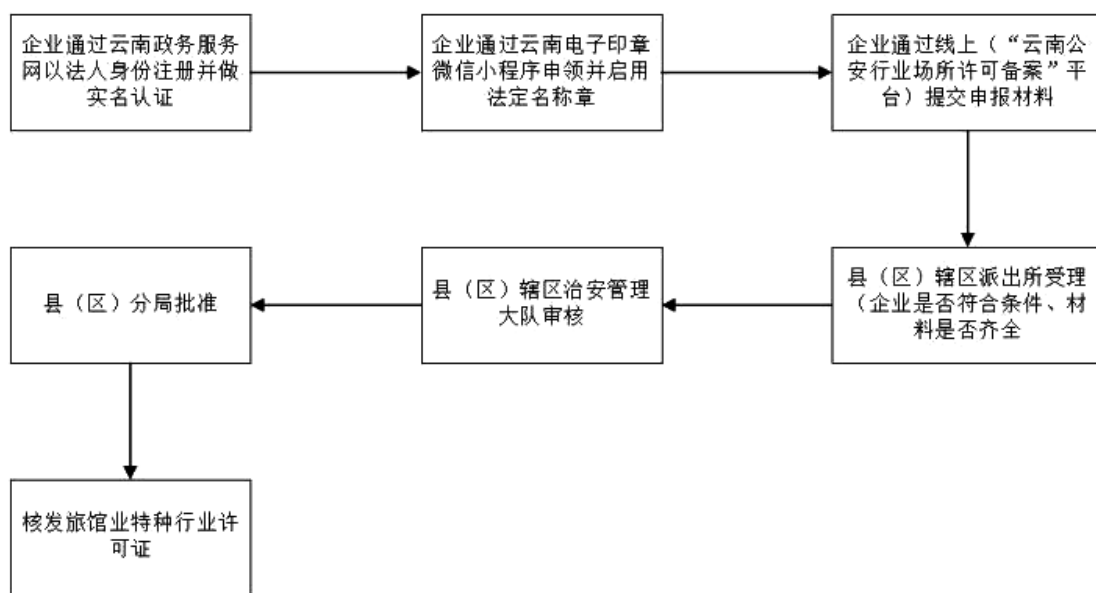 企业通过云南政务服务
网以法人身份注册并做
实名认证
企业通过云南电子印章
微信小程序申领并启用
法定名称章
企业通过线上（“云南公
安行业场所许可备案”平
台）提交申报材料
县（区）辖区派出所受理
（企业是否符合条件、材
料是否齐全
县（区）辖区治安管理
大队审核
县（区）分局批准
核发旅馆业特种行业许
可证